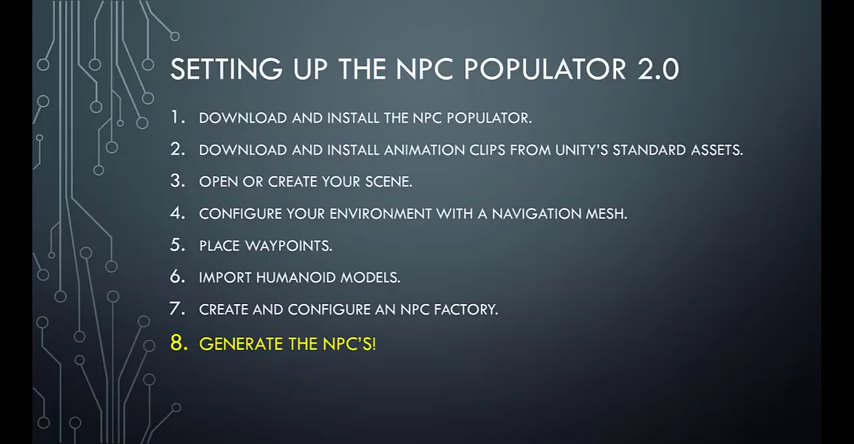 SETTING UP THE NPC POPULATOR 2.0
1. DOWNLOAD AND INSTALL THE NPC POPULATOR.
2. DOWNLOAD AND INSTALL ANIMATION CLIPS FROM UNITY'S STANDARD ASSETS.
3. OPEN OR CREATE YOUR SCENE.
4. CONFIGURE YOUR ENVIRONMENT WITH A NAVIGATION MESH.
5. PLACE WAYPOINTS.
6. IMPORT HUMANOID MODELS.
7. CREATE AND CONFIGURE AN NPC FACTORY.
8. GENERATE THE NPC'S!